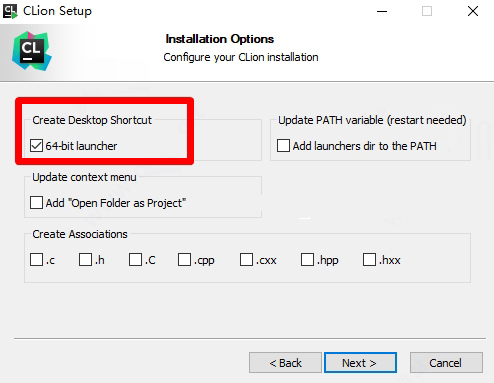 CLion Setup
CL
Installation Options
Configure your CLion installation
Create Desktop Shortcut
64-bit launcher
Update PATH variable (restart needed)
Add launchers dir to the PATH
Update context menu
Add "Open Folder as Project"
Create Associations
.c .h .C .cpp .cxx .hpp .hxx
< Back Next > Cancel